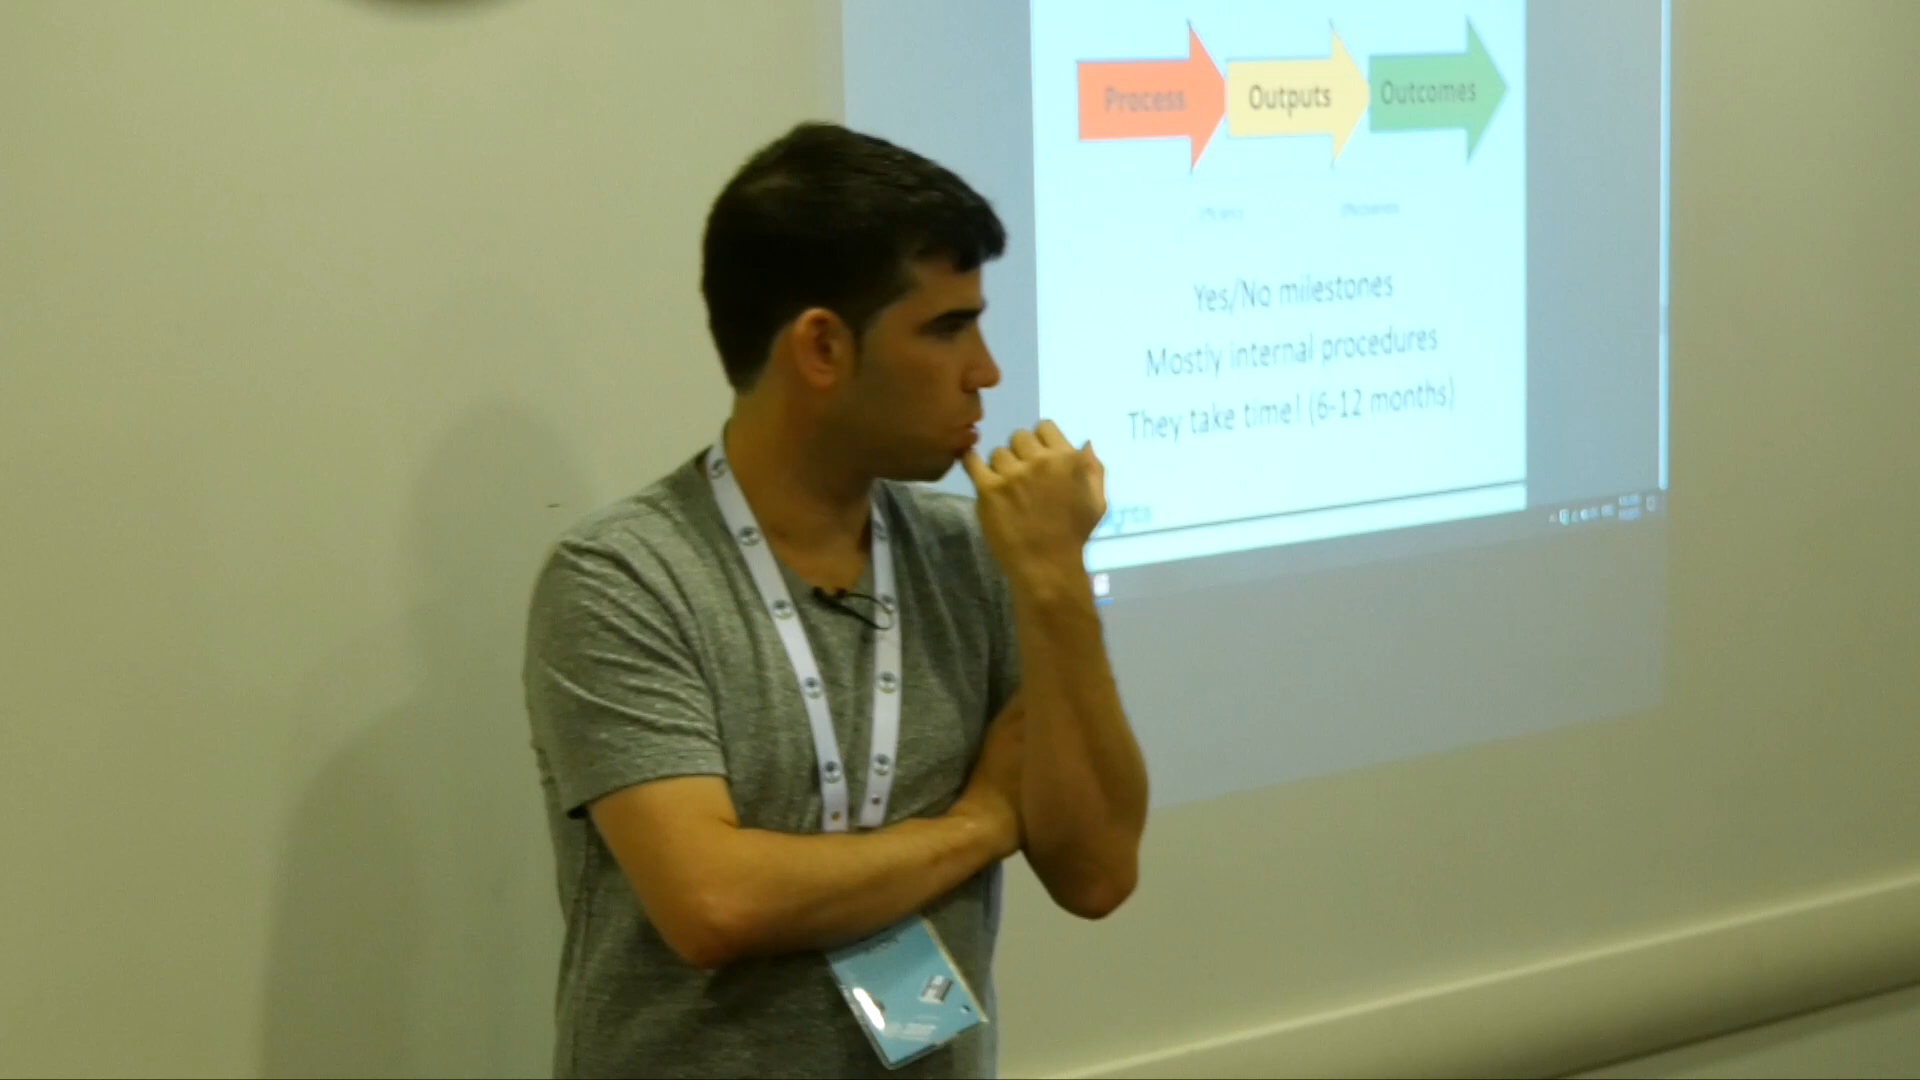 Process
Outputs
Outcomes
Yes/No milestones
Mostly internal procedures
They take time! (6-12 months)